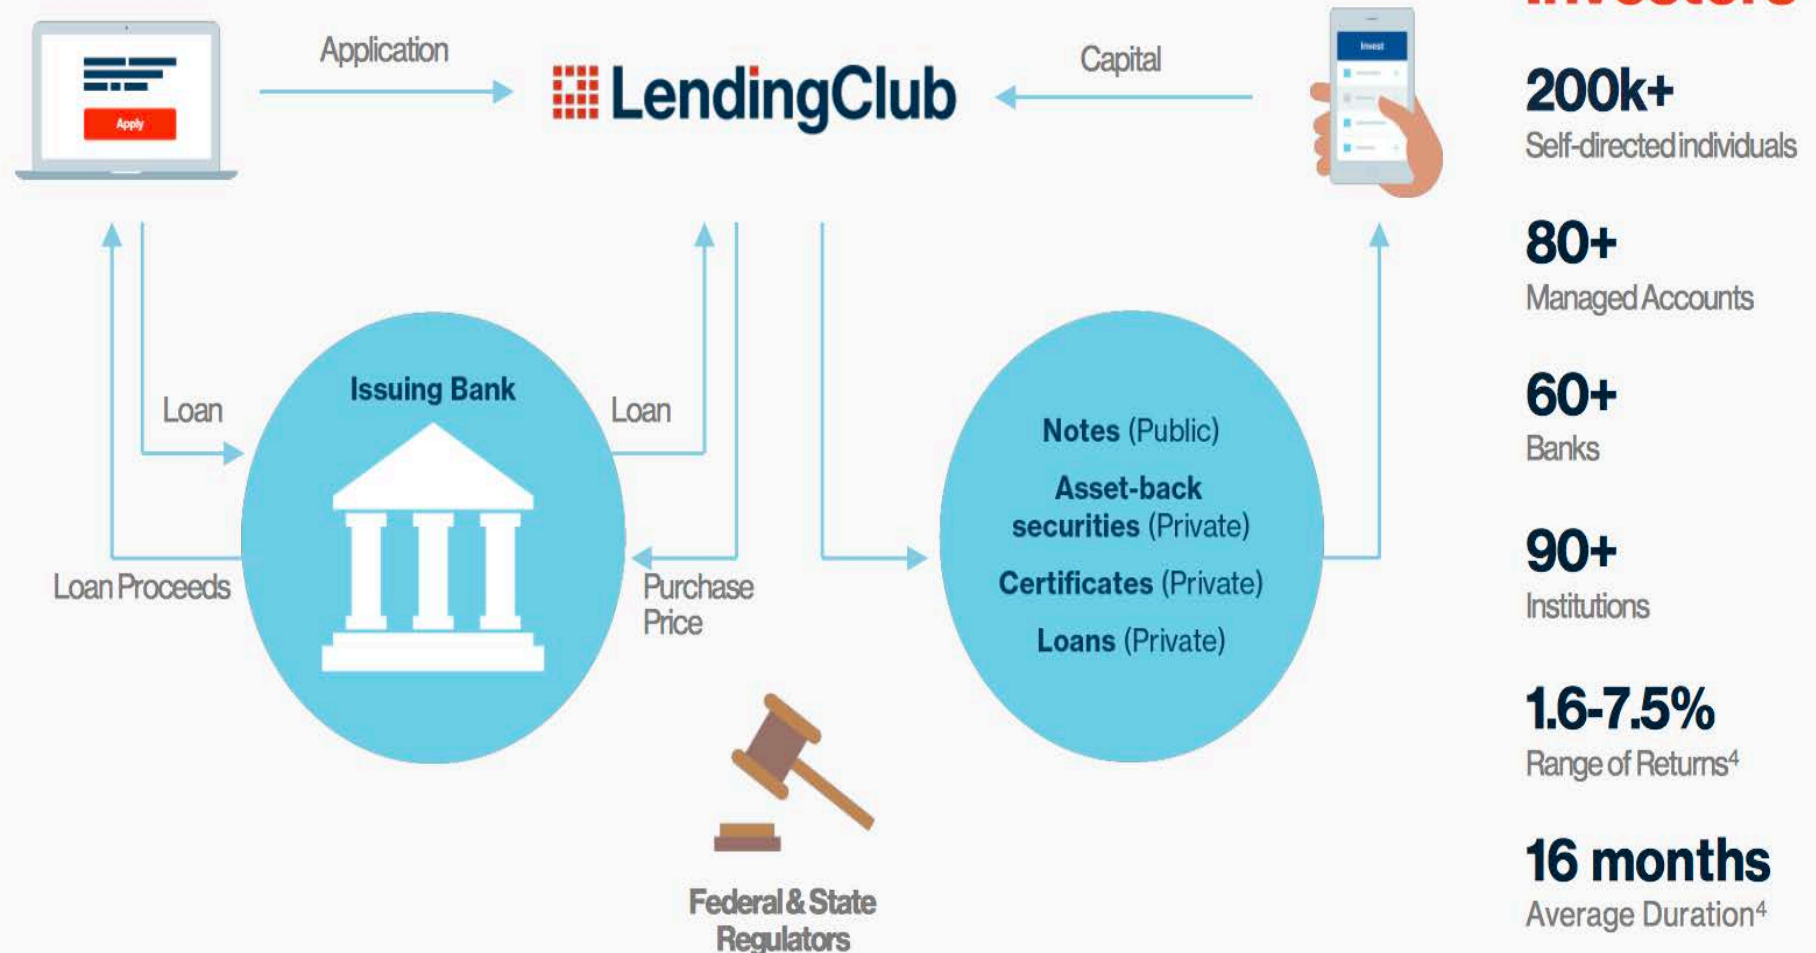 Investors
Application
LendingClub
Capital
Apply
Invest
200k+
Self-directed individuals
80+
Managed Accounts
60+
Banks
90+
Institutions
1.6-7.5%
Range of Returns⁴
16 months
Average Duration⁴
Issuing Bank
Loan
Loan
Loan Proceeds
Purchase
Price
Notes (Public)
Asset-back
securities (Private)
Certificates (Private)
Loans (Private)
Federal & State
Regulators